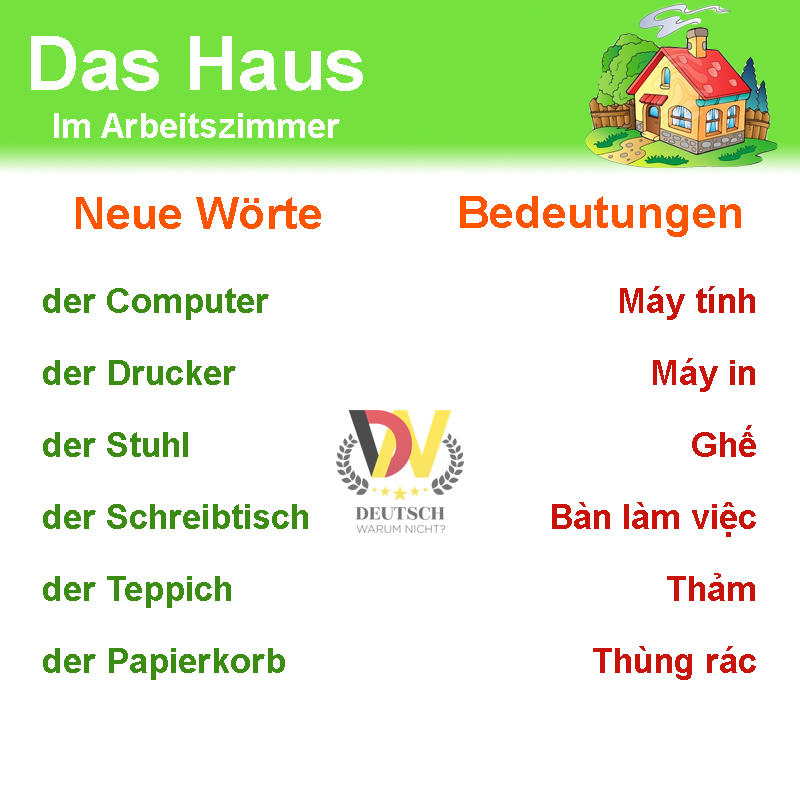 Das Haus
Im Arbeitszimmer
Neue Wörte Bedeutungen
der Computer Máy tính
der Drucker Máy in
der Stuhl Ghế
der Schreibtisch Bàn làm việc
der Teppich Thảm
der Papierkorb Thùng rác
DW
DEUTSCH
WARUM NICHT?